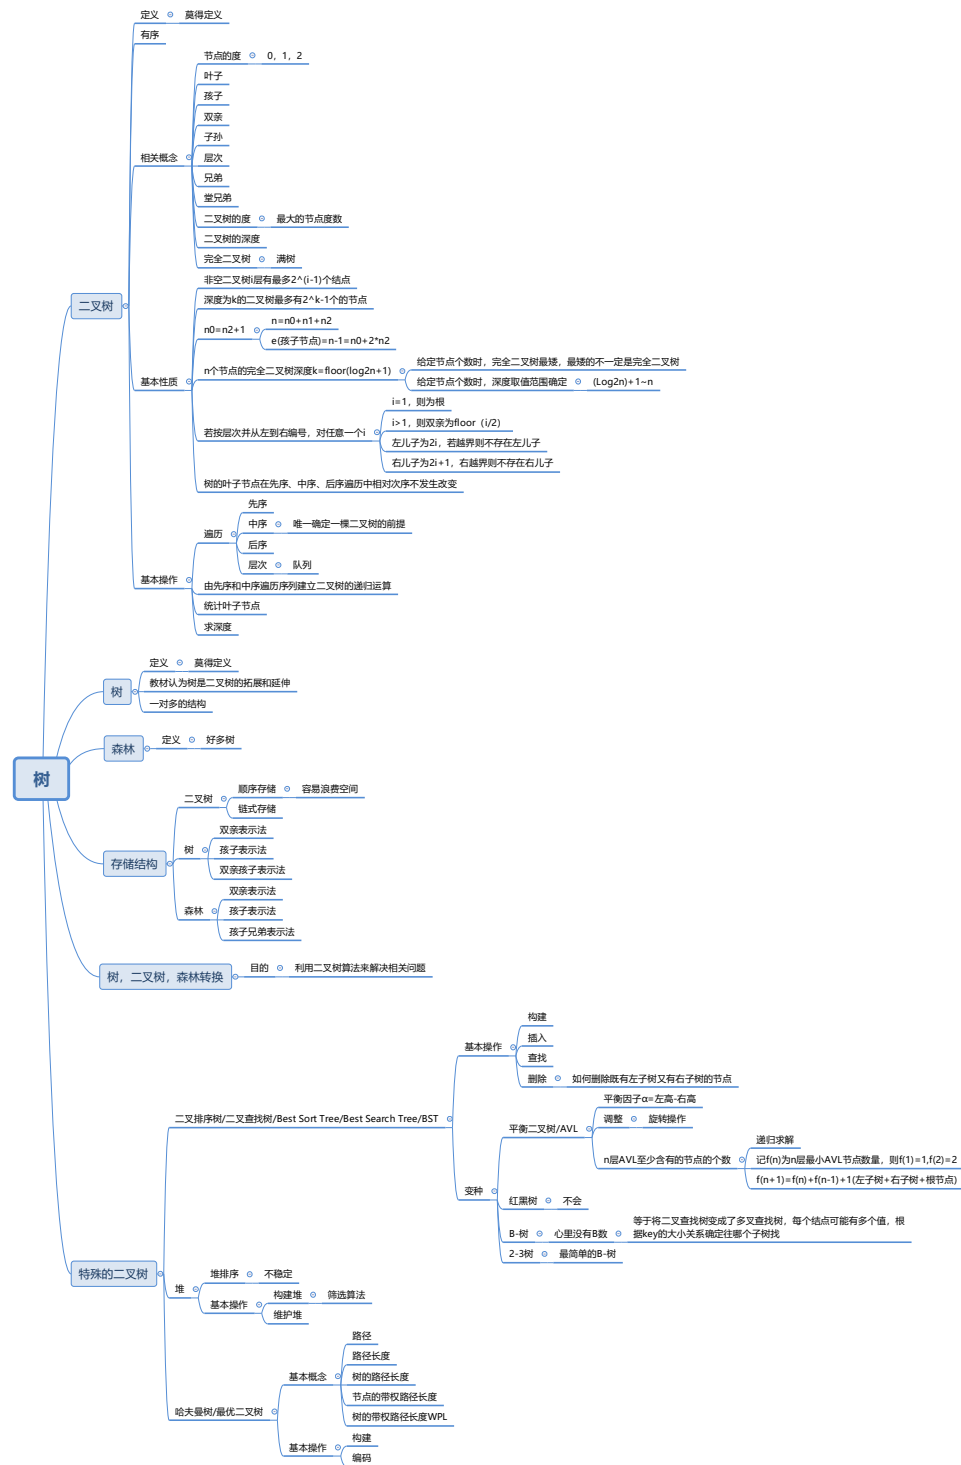 树
二叉树
定义
莫得定义
有序
相关概念
节点的度
0，1，2
叶子
孩子
双亲
子孙
层次
兄弟
堂兄弟
二叉树的度
最大的节点度数
二叉树的深度
完全二叉树
满树
基本性质
非空二叉树i层有最多2^(i-1)个结点
深度为k的二叉树最多有2^k-1个的节点
n0=n2+1
n=n0+n1+n2
e(孩子节点)=n-1=n0+2*n2
n个节点的完全二叉树深度k=floor(log2n+1)
给定节点个数时，完全二叉树最矮，最矮的不一定是完全二叉树
给定节点个数时，深度取值范围确定
(Log2n)+1~n
若按层次并从左到右编号，对任意一个i
i=1，则为根
i>1，则双亲为floor（i/2）
左儿子为2i，若越界则不存在左儿子
右儿子为2i+1，右越界则不存在右儿子
树的叶子节点在先序、中序、后序遍历中相对次序不发生改变
基本操作
遍历
先序
中序
唯一确定一棵二叉树的前提
后序
层次
队列
由先序和中序遍历序列建立二叉树的递归运算
统计叶子节点
求深度
树
定义
莫得定义
教材认为树是二叉树的拓展和延伸
一对多的结构
森林
定义
好多树
存储结构
二叉树
顺序存储
容易浪费空间
链式存储
树
双亲表示法
孩子表示法
双亲孩子表示法
森林
双亲表示法
孩子表示法
孩子兄弟表示法
树，二叉树，森林转换
目的
利用二叉树算法来解决相关问题
特殊的二叉树
二叉排序树/二叉查找树/Best Sort Tree/Best Search Tree/BST
基本操作
构建
插入
查找
删除
如何删除既有左子树又有右子树的节点
变种
平衡二叉树/AVL
平衡因子α=左高-右高
调整
旋转操作
n层AVL至少含有的节点的个数
递归求解
记f(n)为n层最小AVL节点数量，则f(1)=1,f(2)=2
f(n+1)=f(n)+f(n-1)+1(左子树+右子树+根节点)
红黑树
不会
B-树
心里没有B数
等于将二叉查找树变成了多叉查找树，每个结点可能有多个值，根
据key的大小关系确定往哪个子树找
2-3树
最简单的B-树
堆
堆排序
不稳定
基本操作
构建堆
筛选算法
维护堆
哈夫曼树/最优二叉树
基本概念
路径
路径长度
树的路径长度
节点的带权路径长度
树的带权路径长度WPL
基本操作
构建
编码